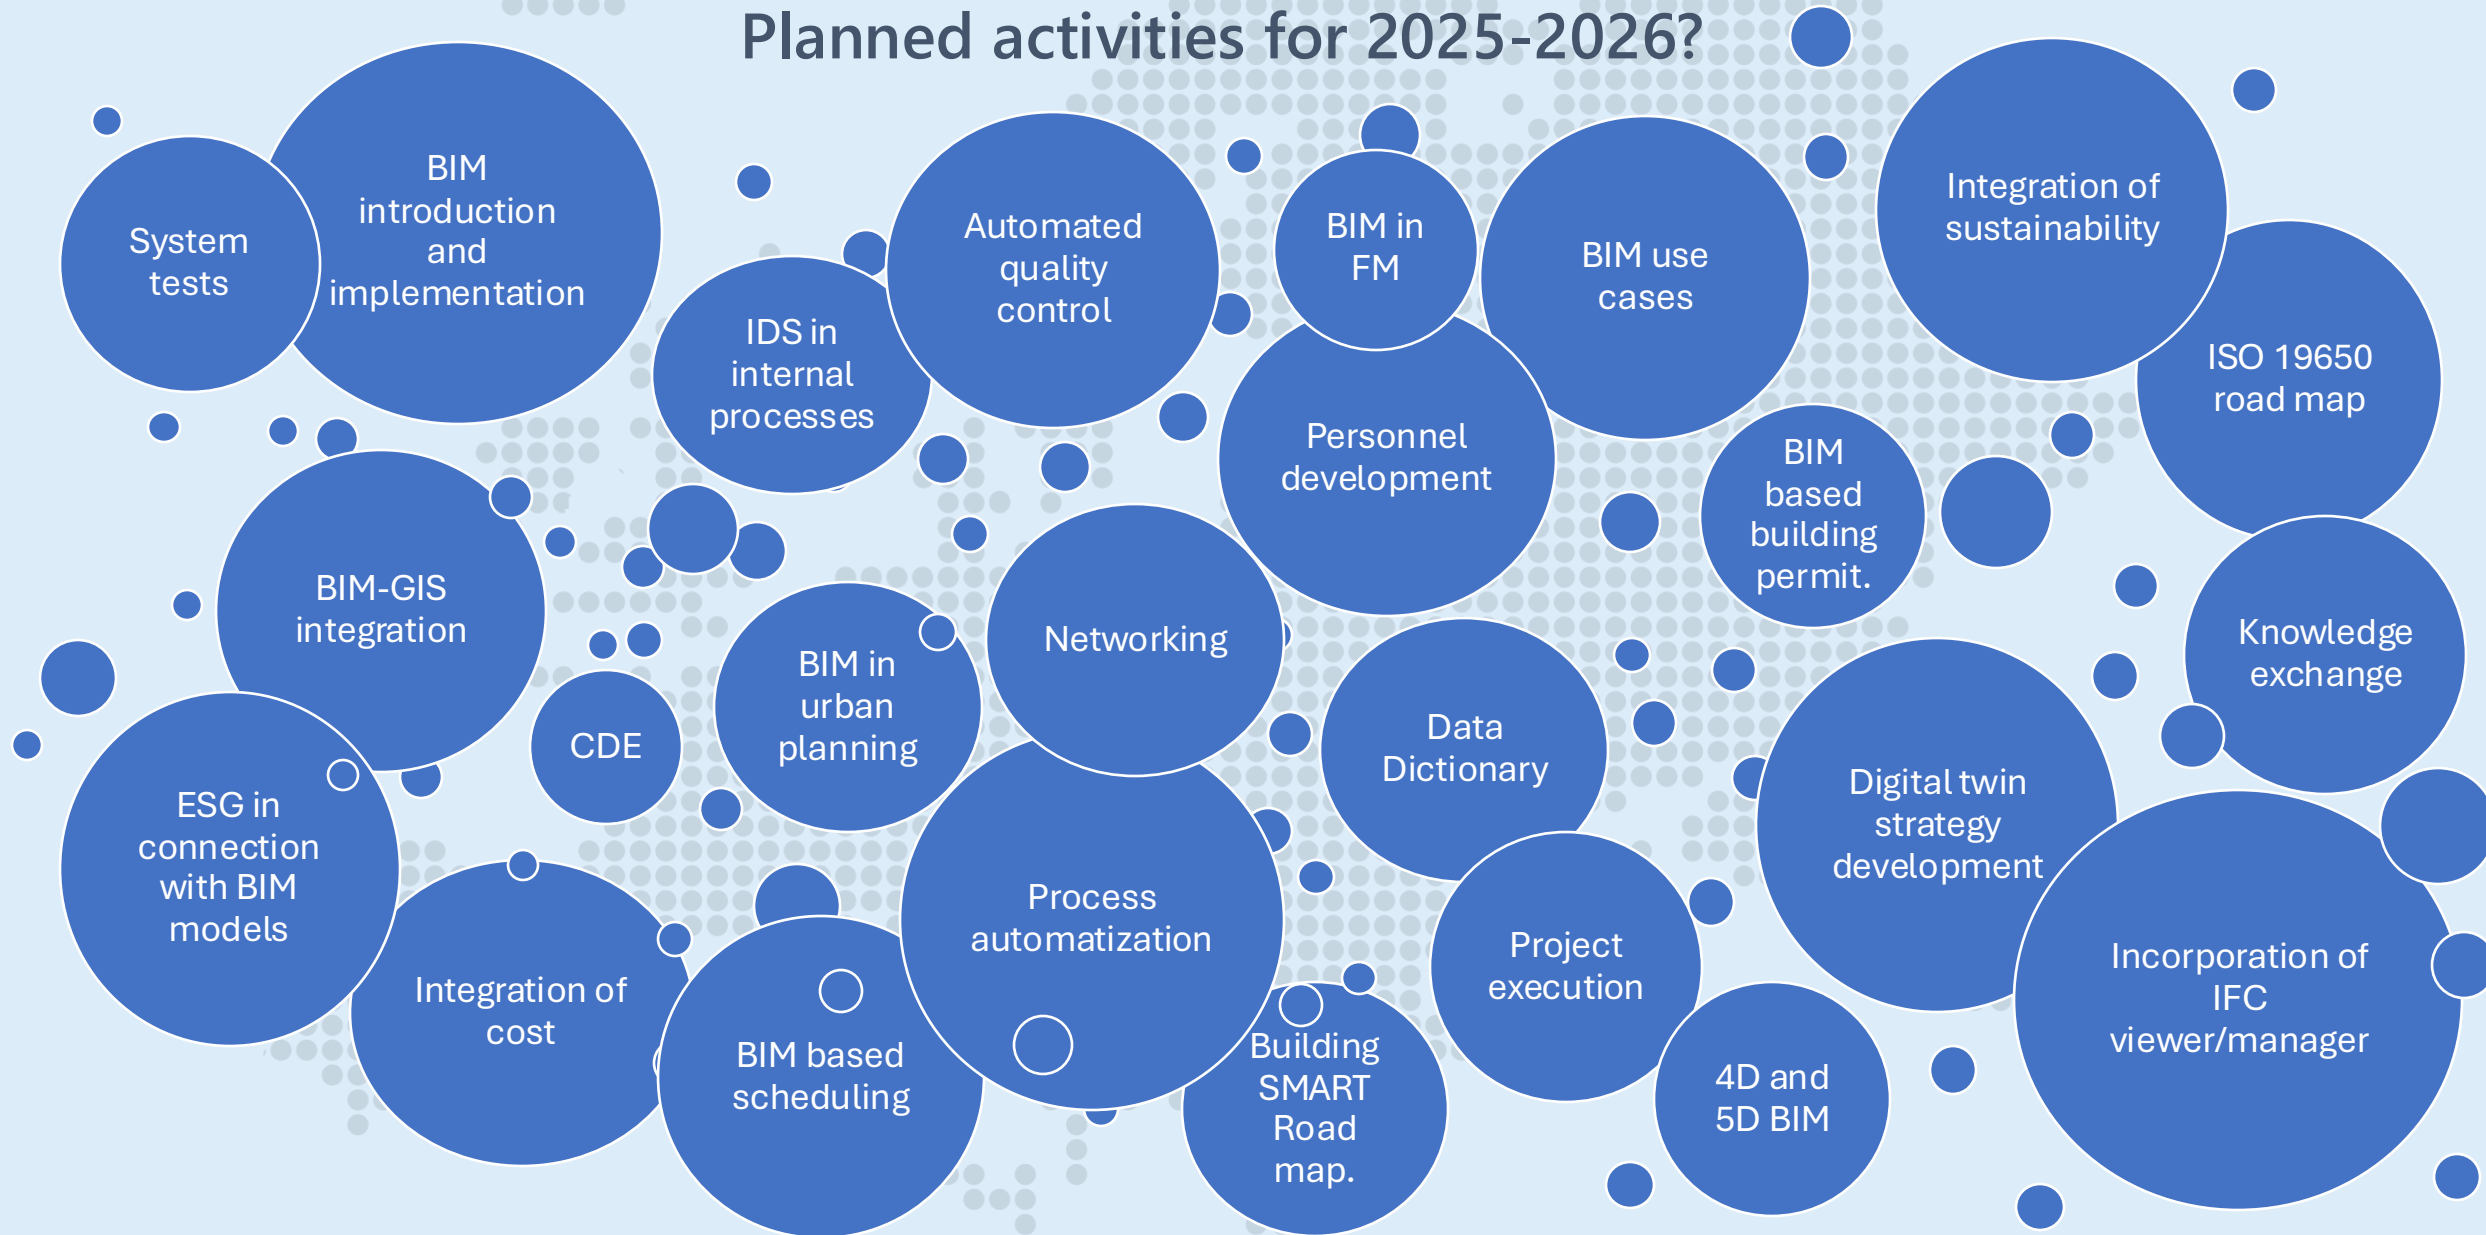 Planned activities for 2025-2026?
System
tests
BIM
introduction
and
implementation
IDS in
internal
processes
Automated
quality
control
BIM in
FM
BIM use
cases
Integration of
sustainability
ISO 19650
road map
Personnel
development
BIM
based
building
permit.
BIM-GIS
integration
Networking
Knowledge
exchange
BIM in
urban
planning
CDE
Data
Dictionary
Digital twin
strategy
development
ESG in
connection
with BIM
models
Process
automatization
Project
execution
Incorporation of
IFC
viewer/manager
Integration of
cost
BIM based
scheduling
Building
SMART
Road
map.
4D and
5D BIM